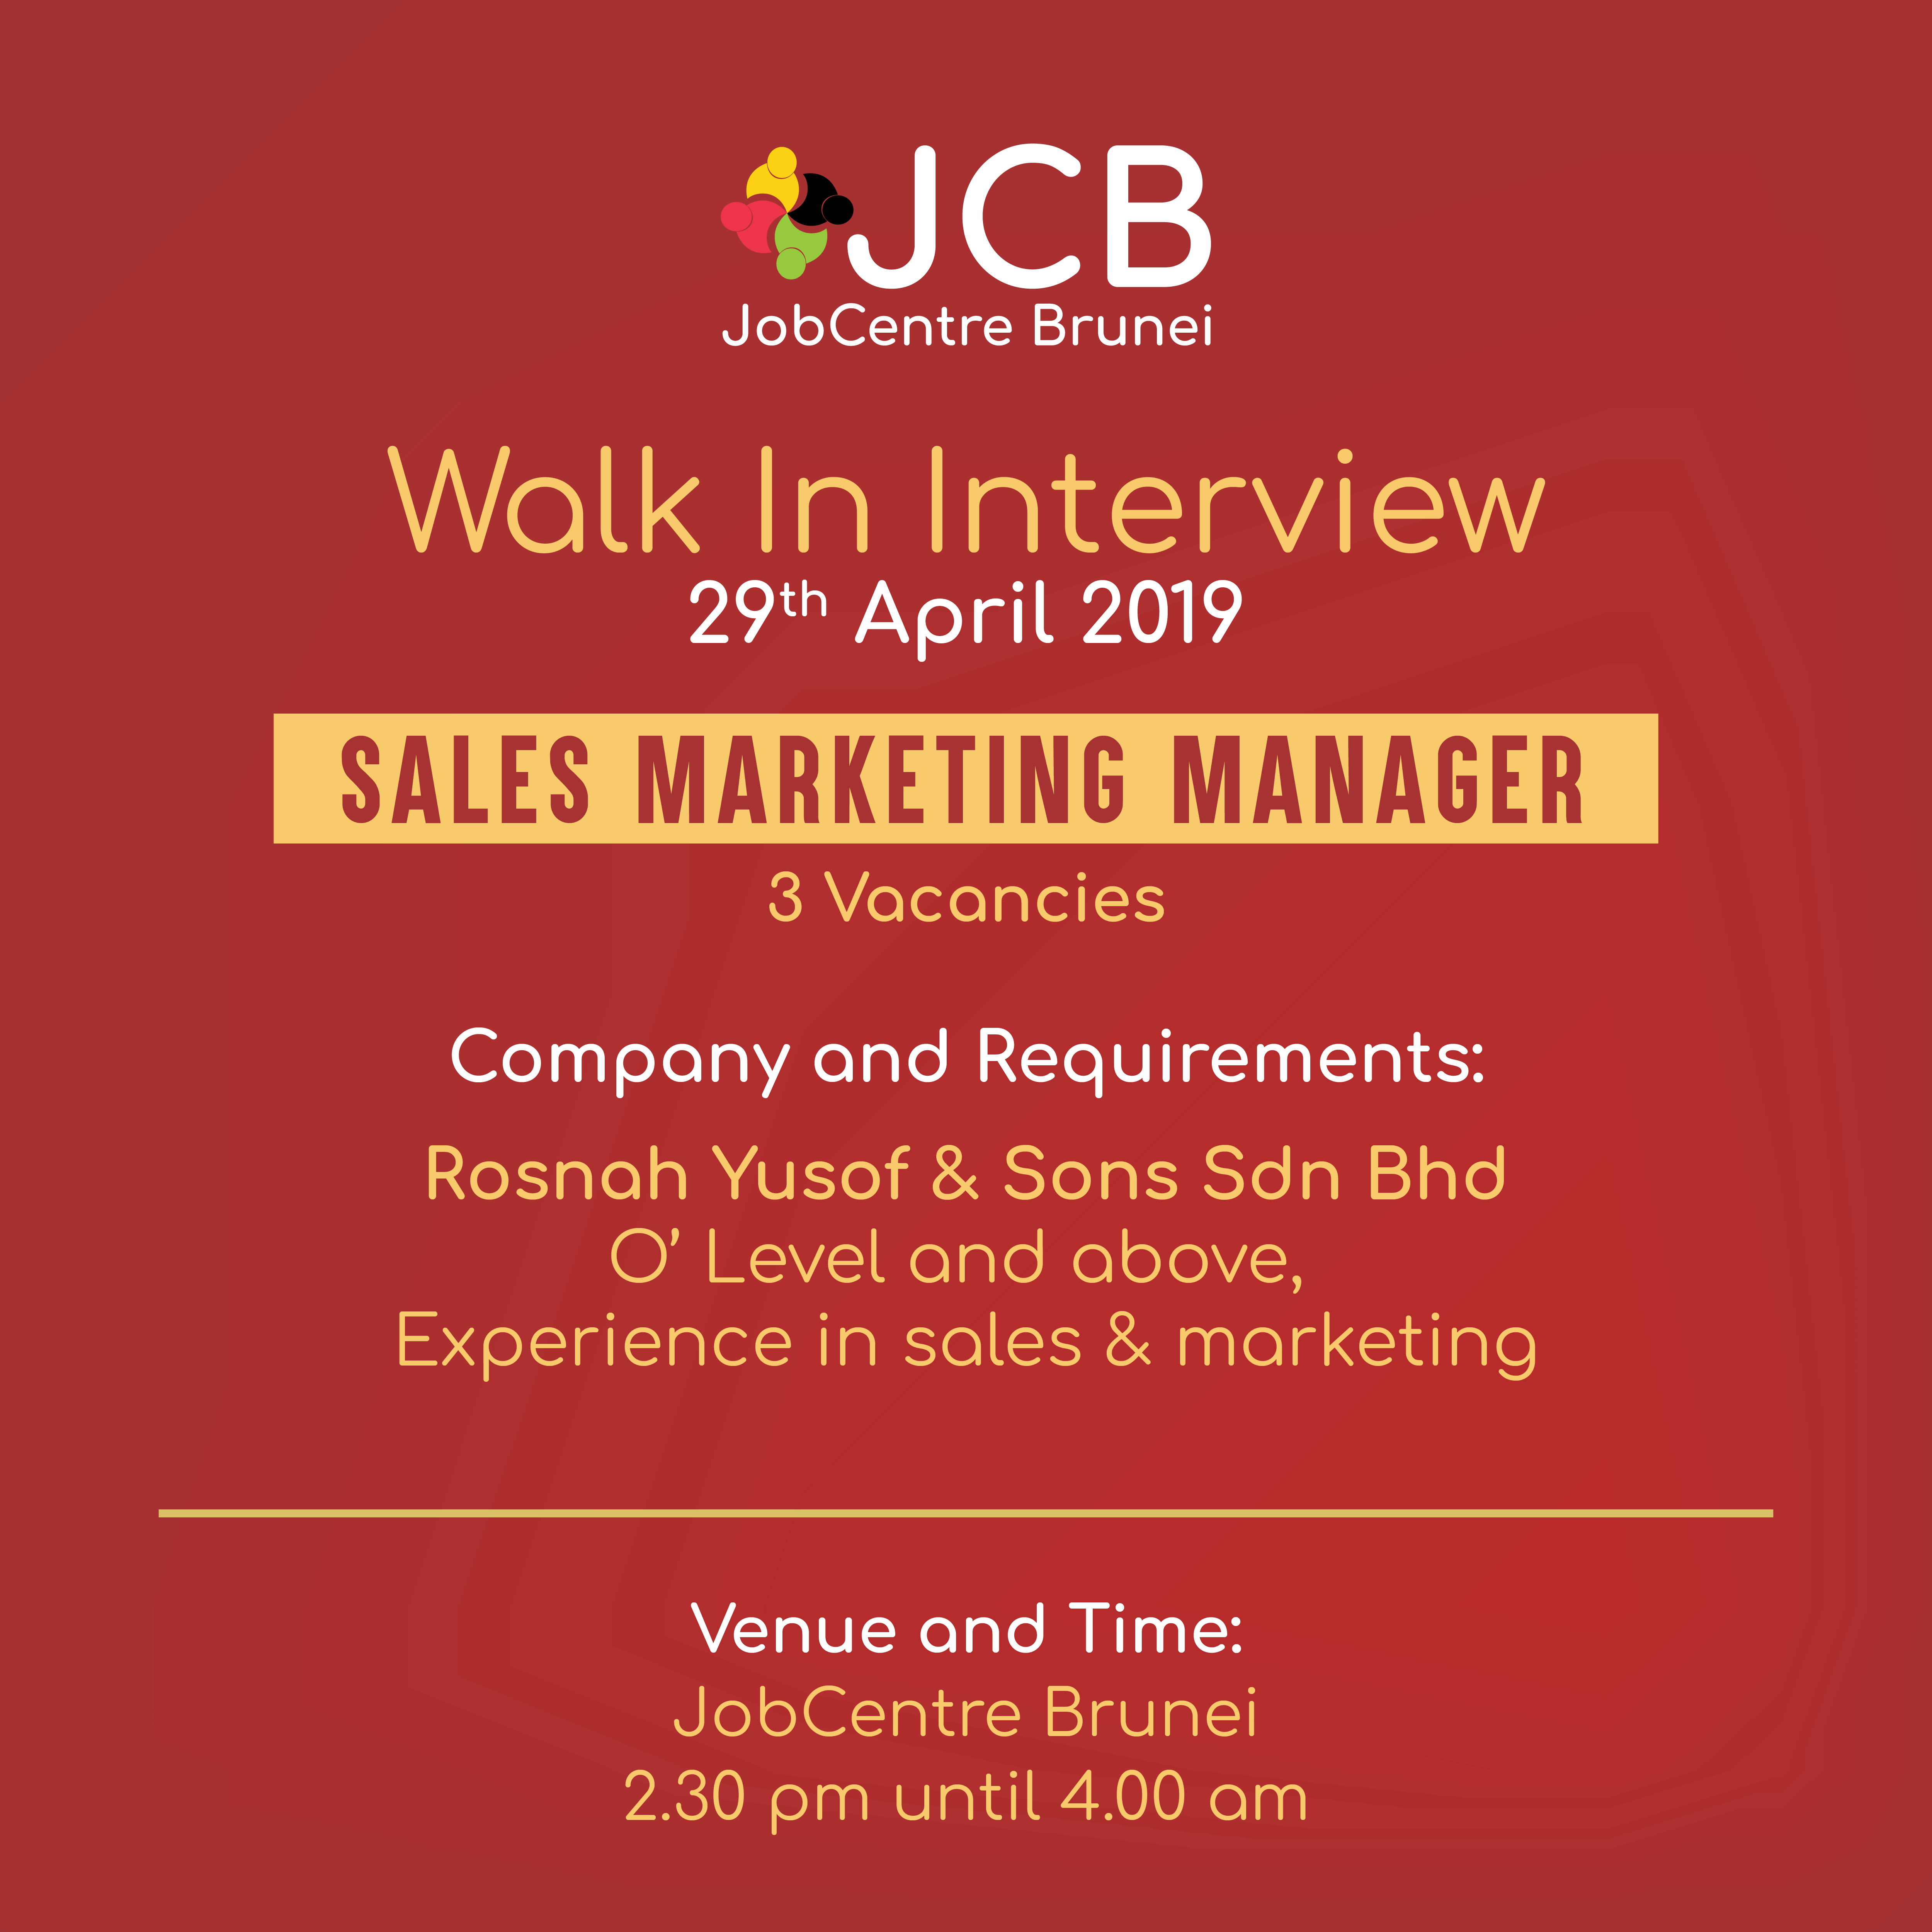 JCB
JobCentre Brunei
Walk In Interview
29th April 2019
SALES MARKETING MANAGER
3 Vacancies
Company and Requirements:
Rosnah Yusof & Sons Sdn Bhd
O' Level and above,
Experience in sales &marketing
Venue and Time:
JobCentre Brunei
2.30 pm until 4.00 am